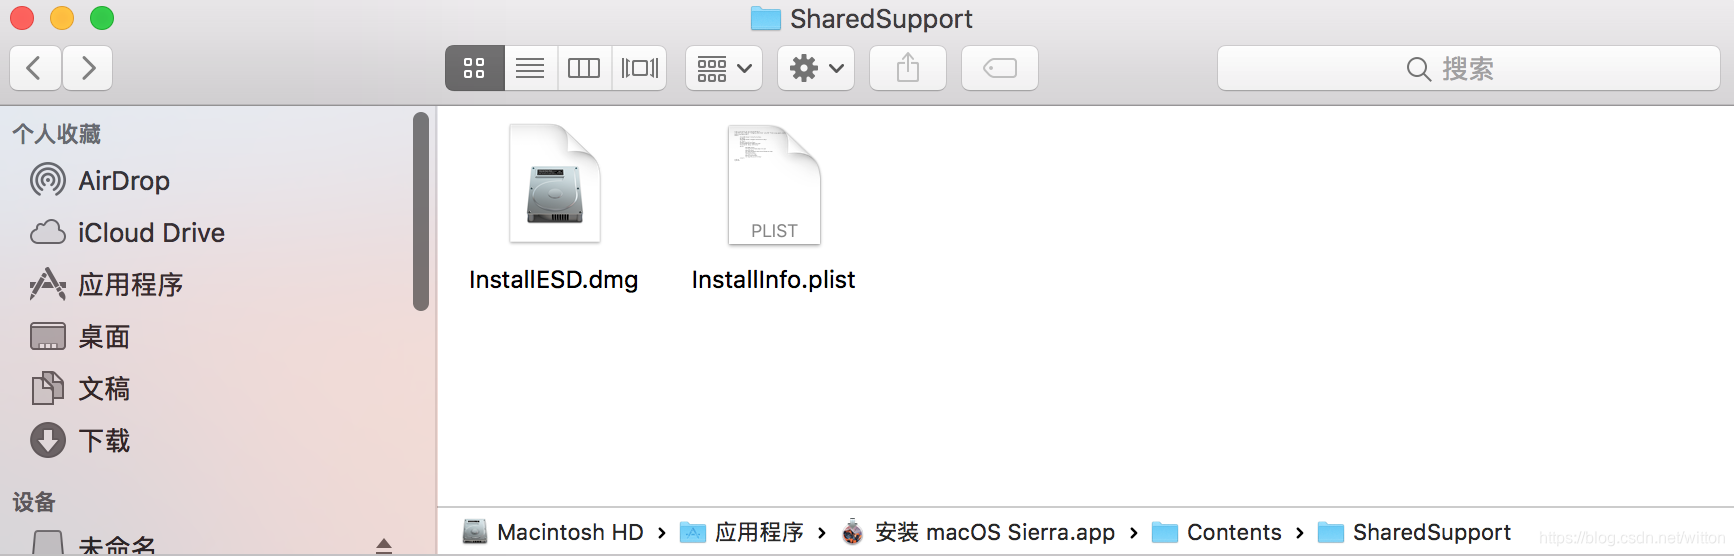 SharedSupport
搜索
个人收藏
AirDrop
iCloud Drive
应用程序
桌面
文稿
下载
设备
未命名
PLIST
InstallESD.dmg
InstallInfo.plist
Macintosh HD › 应用程序 › 安装 macOS Sierra.app › Contents › SharedSupport
https://blog.csdn.net/witton